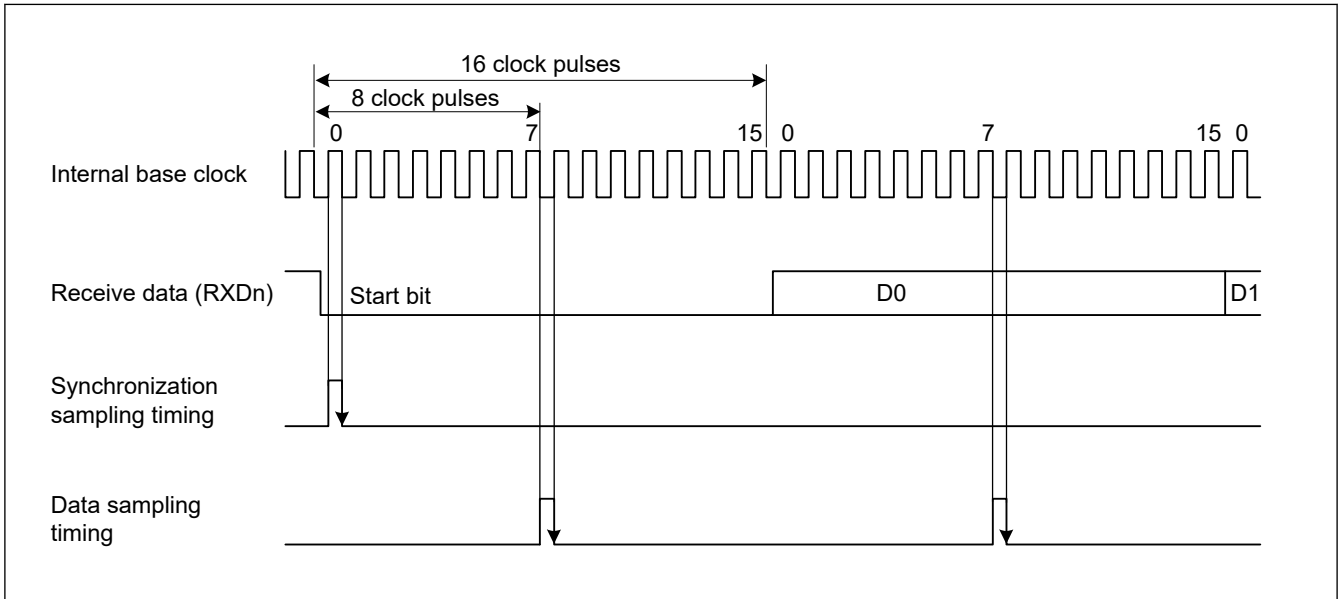 16 clock pulses
8 clock pulses
0 7 15 0 7 15 0
Internal base clock
Receive data (RXDn)
Start bit
D0
D1
Synchronization
sampling timing
Data sampling
timing